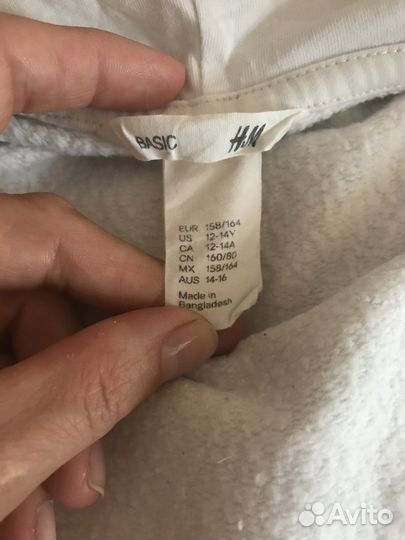 BASIC H&M
EUR 158/164
US 12-14Y
CA 12-14A
CN 160/80
MX 158/164
AUS 14-16
Made in
Bangladesh
Avito